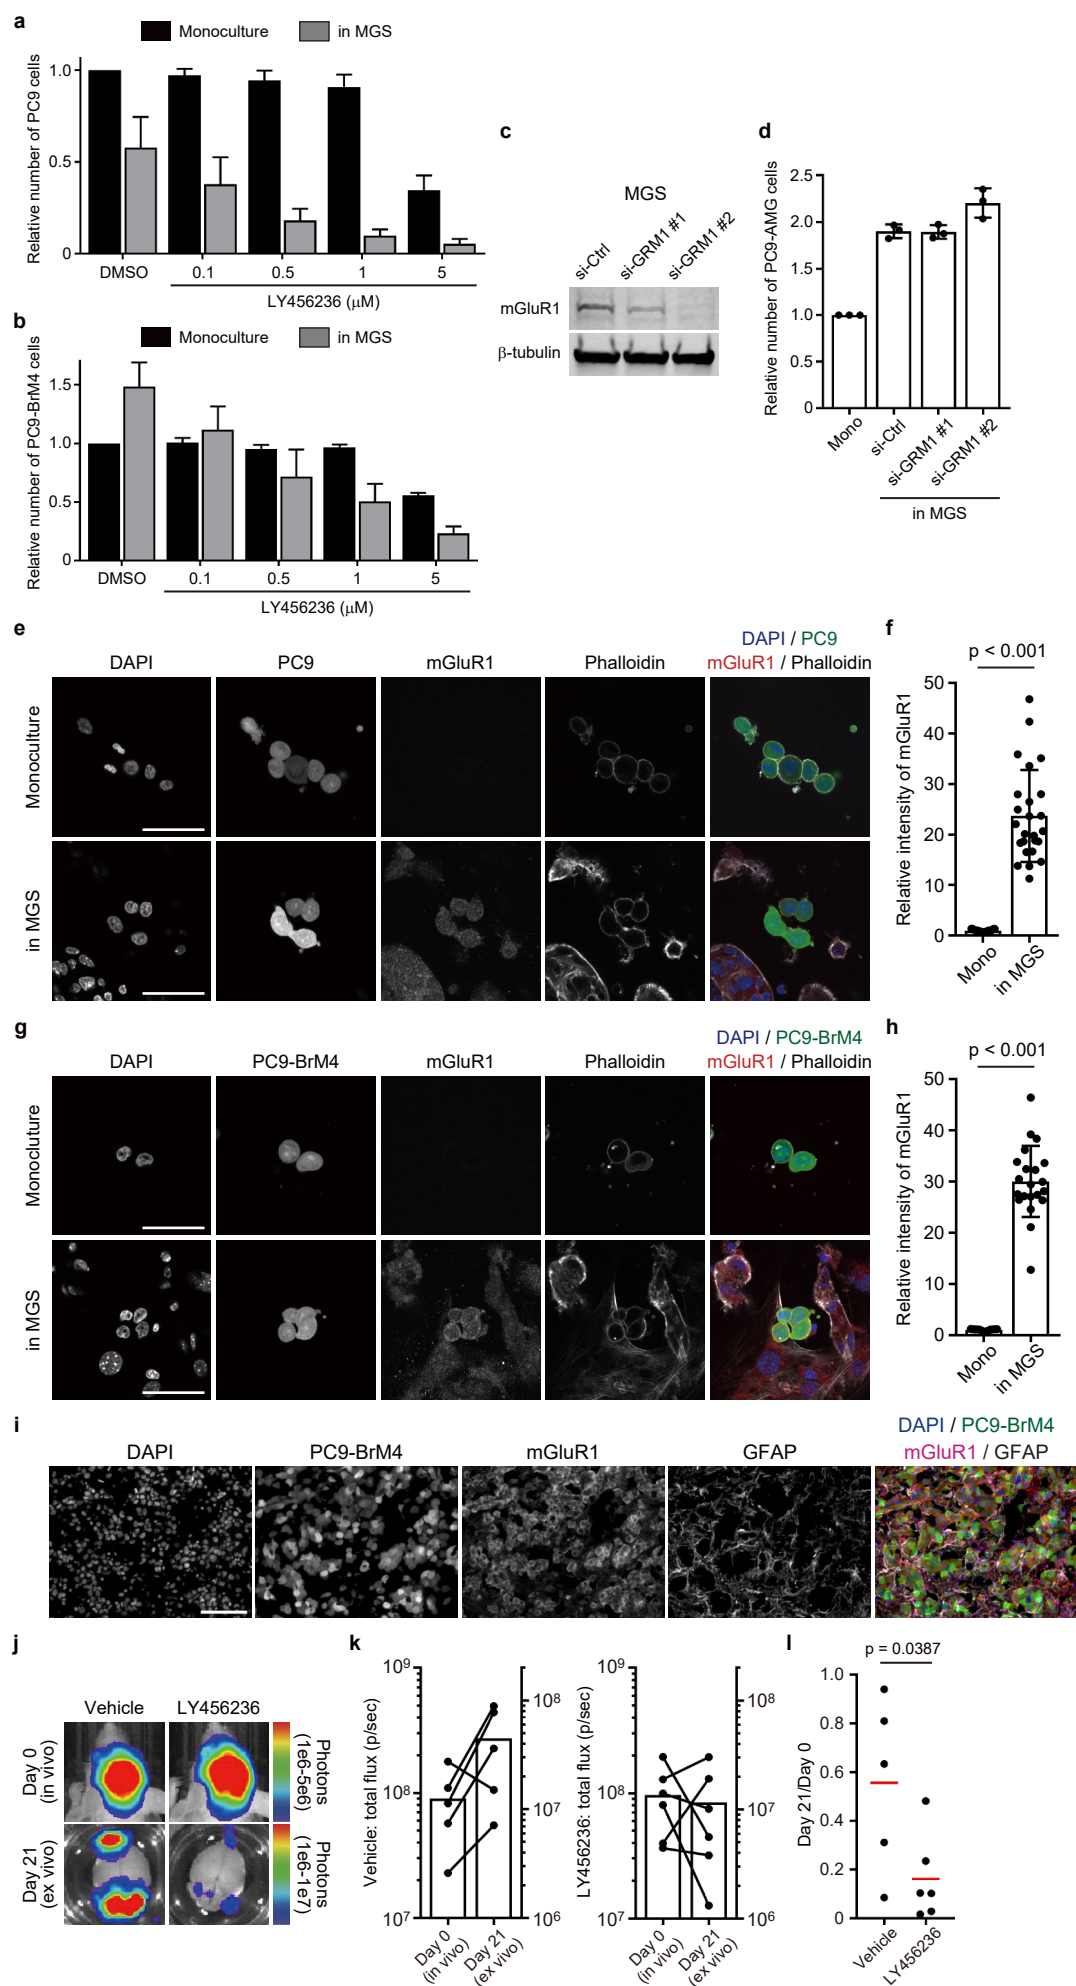 a
Monoculture
in MGS
Relative number of PC9 cells
1.0
0.5
0
DMSO
0.1
0.5
1
5
LY456236 (μM)
b
Monoculture
in MGS
Relative number of PC9-BrM4 cells
1.5
1.0
0.5
0
DMSO
0.1
0.5
1
5
LY456236 (μM)
c
MGS
si-Ctrl
si-GRM1 #1
si-GRM1 #2
mGluR1
β-tubulin
d
Relative number of PC9-AMG cells
2.5
2.0
1.5
1.0
0.5
0
Mono
si-Ctrl
si-GRM1 #1
si-GRM1 #2
in MGS
e
DAPI
PC9
mGluR1
Phalloidin
DAPI / PC9
mGluR1 / Phalloidin
Monoculture
in MGS
f
p < 0.001
Relative intensity of mGluR1
50
40
30
20
10
0
Mono
in MGS
g
DAPI
PC9-BrM4
mGluR1
Phalloidin
DAPI / PC9-BrM4
mGluR1 / Phalloidin
Monocluture
in MGS
h
p < 0.001
Relative intensity of mGluR1
50
40
30
20
10
0
Mono
in MGS
i
DAPI
PC9-BrM4
mGluR1
GFAP
DAPI / PC9-BrM4
mGluR1 / GFAP
j
Vehicle
LY456236
Day 0
(in vivo)
Day 21
(ex vivo)
Photons
(1e6-5e6)
Photons
(1e6-1e7)
k
Vehicle: total flux (p/sec)
10⁹
10⁸
10⁷
10⁸
10⁷
10⁶
Day 0
(in vivo)
Day 21
(ex vivo)
LY456236: total flux (p/sec)
10⁹
10⁸
10⁷
10⁸
10⁷
10⁶
Day 0
(in vivo)
Day 21
(ex vivo)
l
p = 0.0387
Day 21/Day 0
1.0
0.8
0.6
0.4
0.2
0
Vehicle
LY456236